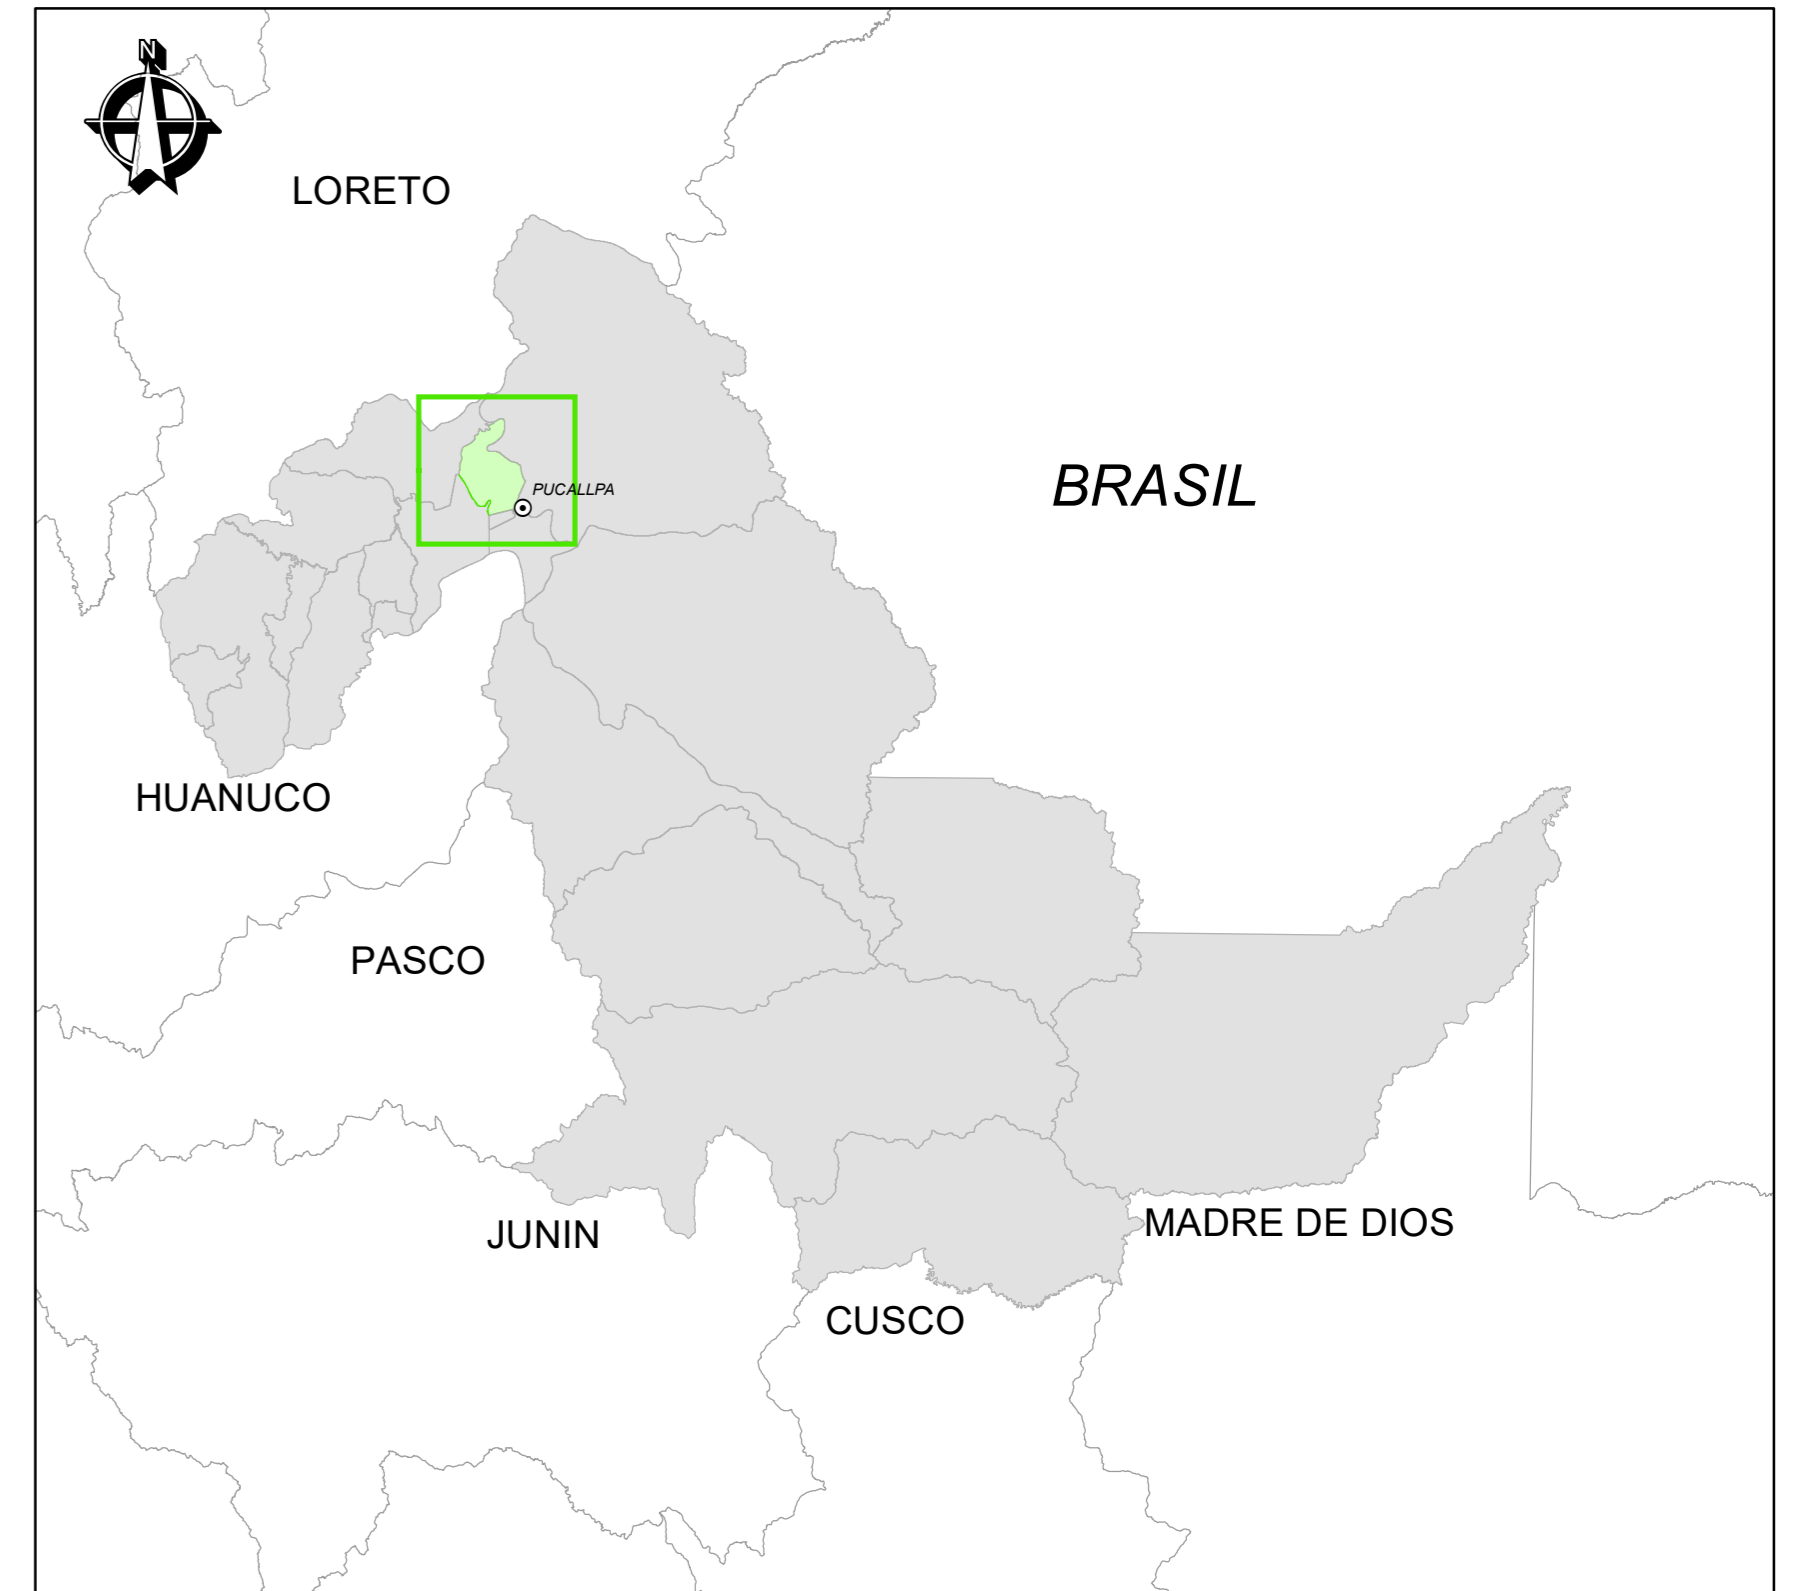 N
LORETO
BRASIL
PUCALLPA
HUANUCO
PASCO
JUNIN
MADRE DE DIOS
CUSCO